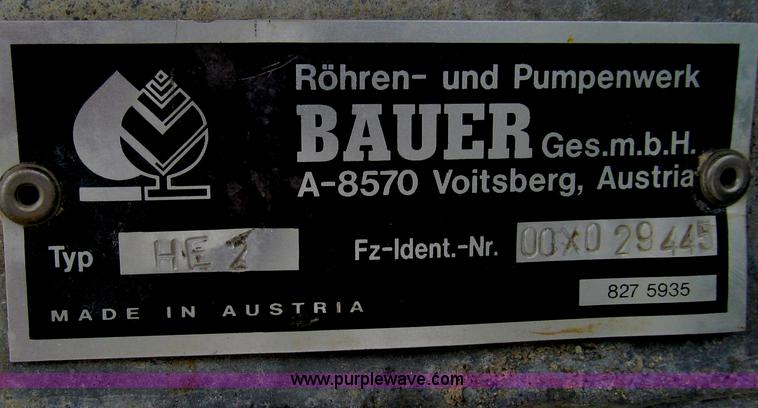 Röhren- und Pumpenwerk
BAUER Ges.m.b.H.
A-8570 Voitsberg, Austria
Typ HE 2 Fz-Ident.-Nr. 00X0 29445
827 5935
MADE IN AUSTRIA
www.purplewave.com